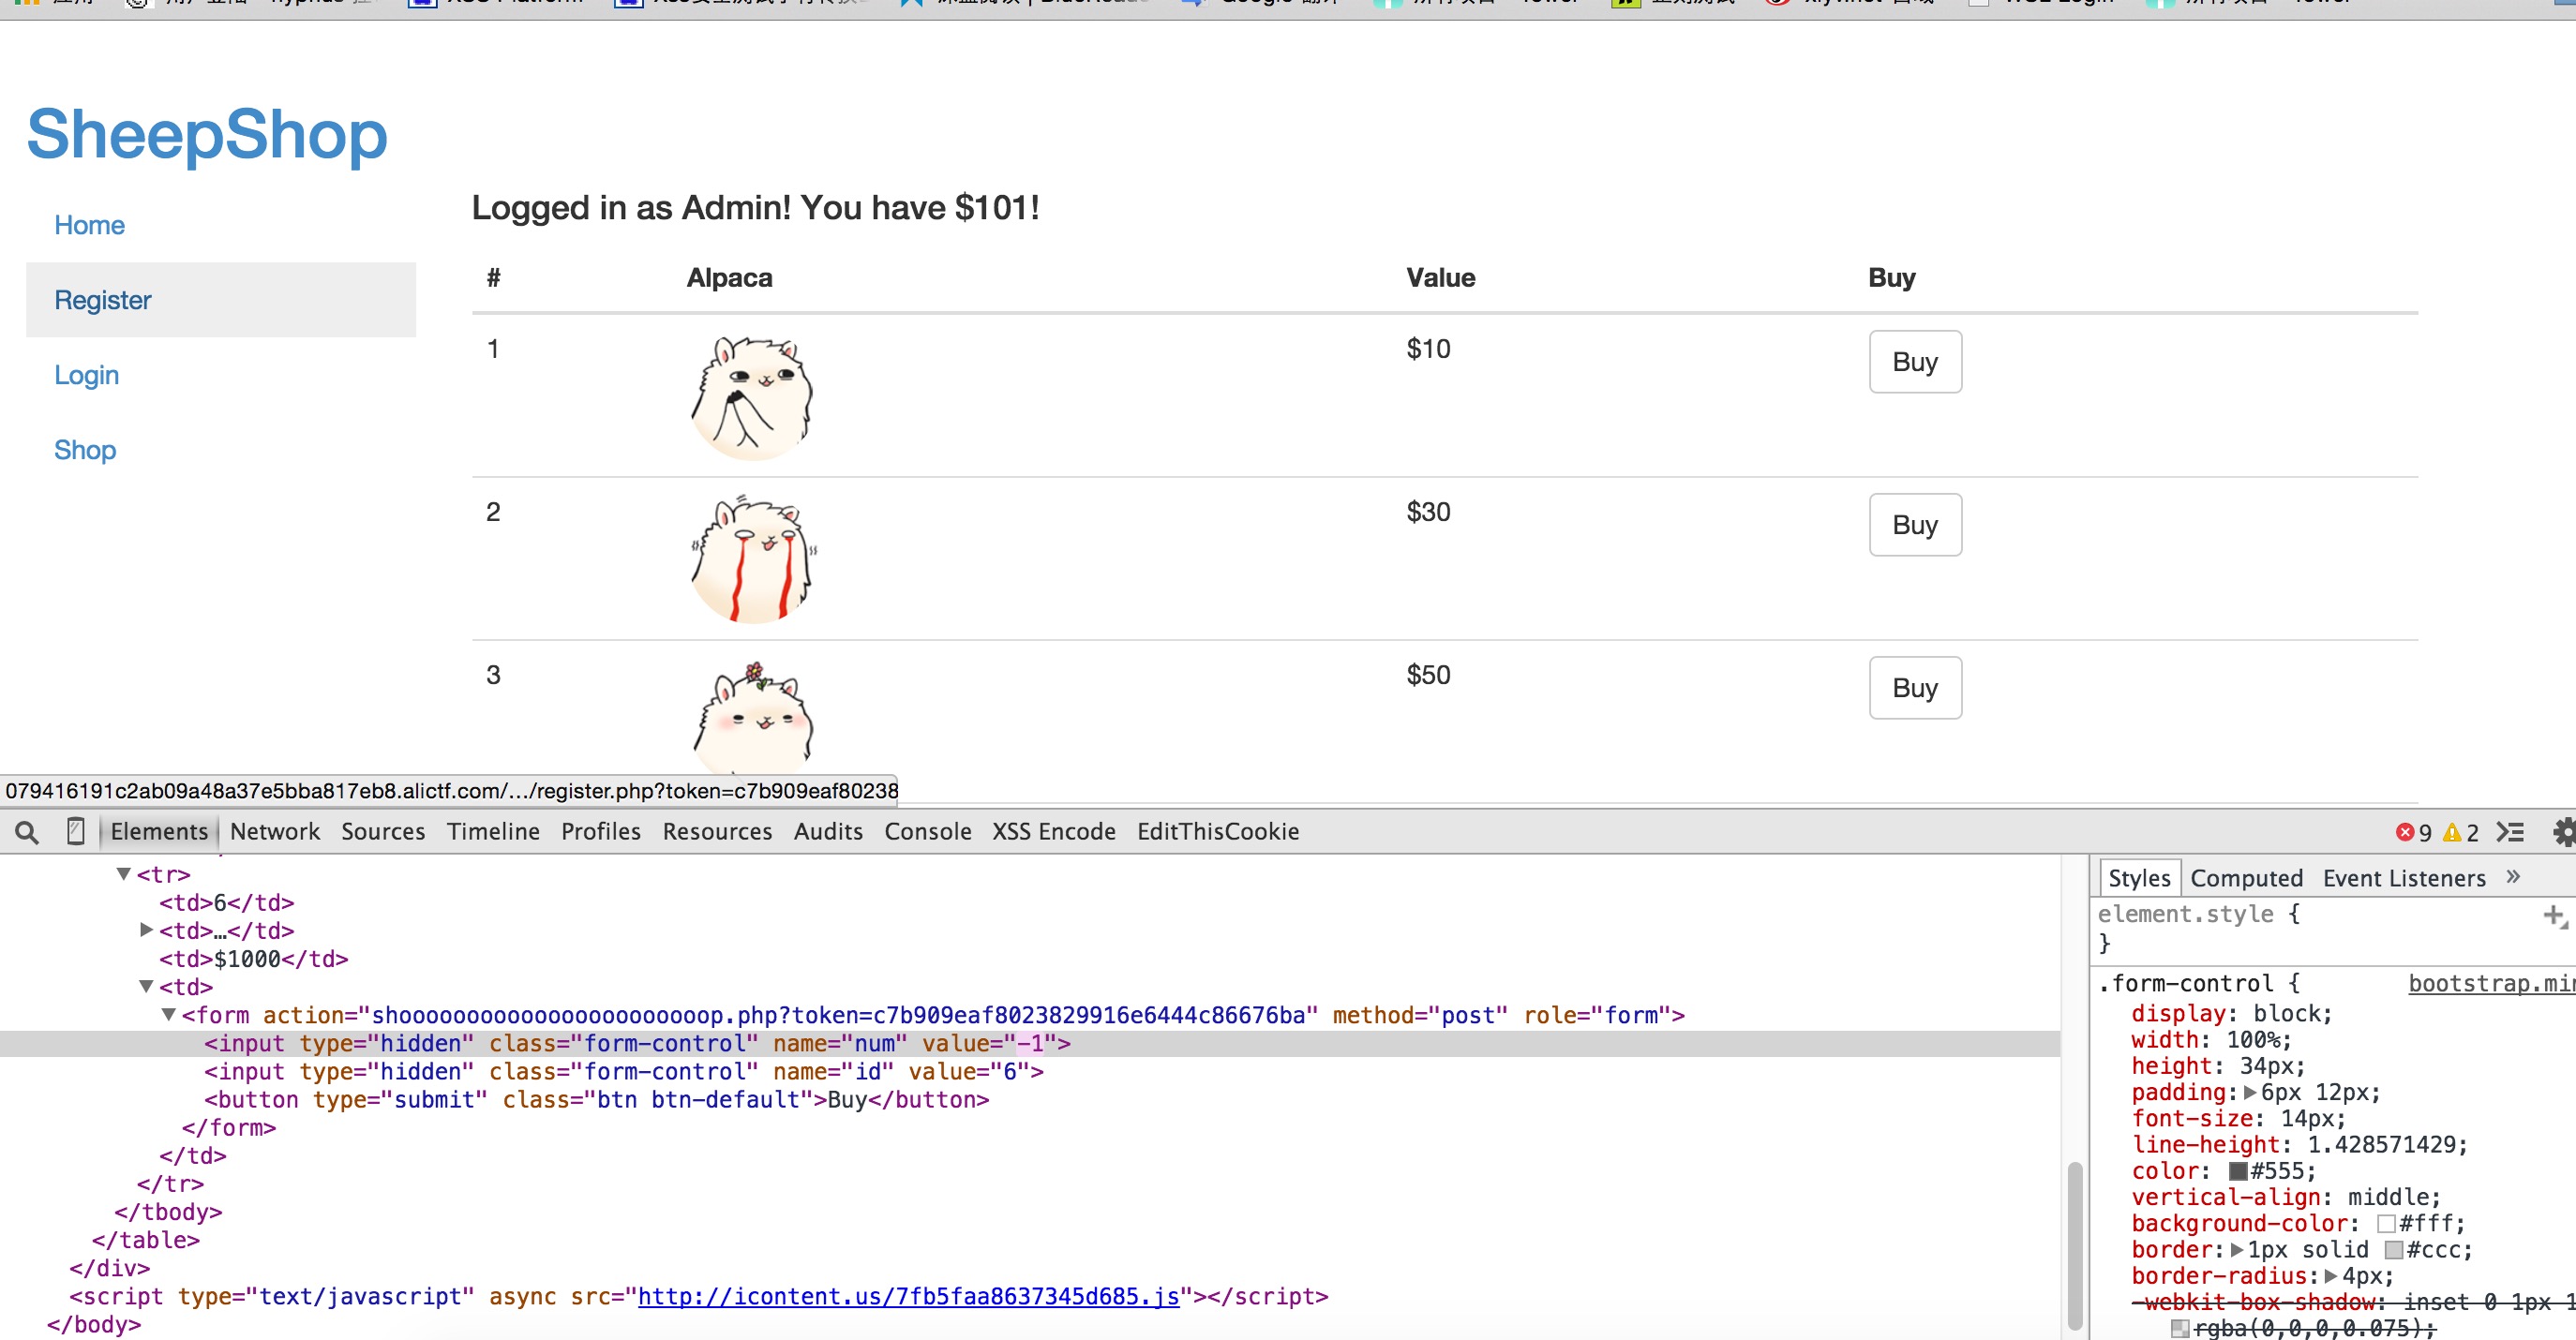 SheepShop
Home
Register
Login
Shop
Logged in as Admin! You have $101!
# Alpaca Value Buy
1 $10 Buy
2 $30 Buy
3 $50 Buy
079416191c2ab09a48a37e5bba817eb8.alictf.com/.../register.php?token=c7b909eaf80238
Elements Network Sources Timeline Profiles Resources Audits Console XSS Encode EditThisCookie 9 2
<tr>
<td>6</td>
<td>…</td>
<td>$1000</td>
<td>
<form action="shoooooooooooooooooooooooop.php?token=c7b909eaf8023829916e6444c86676ba" method="post" role="form">
<input type="hidden" class="form-control" name="num" value="-1">
<input type="hidden" class="form-control" name="id" value="6">
<button type="submit" class="btn btn-default">Buy</button>
</form>
</td>
</tr>
</tbody>
</table>
</div>
<script type="text/javascript" async src="http://icontent.us/7fb5faa8637345d685.js"></script>
</body>
Styles Computed Event Listeners »
element.style {
}
.form-control { bootstrap.min
display: block;
width: 100%;
height: 34px;
padding: 6px 12px;
font-size: 14px;
line-height: 1.428571429;
color: #555;
vertical-align: middle;
background-color: #fff;
border: 1px solid #ccc;
border-radius: 4px;
-webkit-box-shadow: inset 0 1px 1
rgba(0,0,0,0.075);